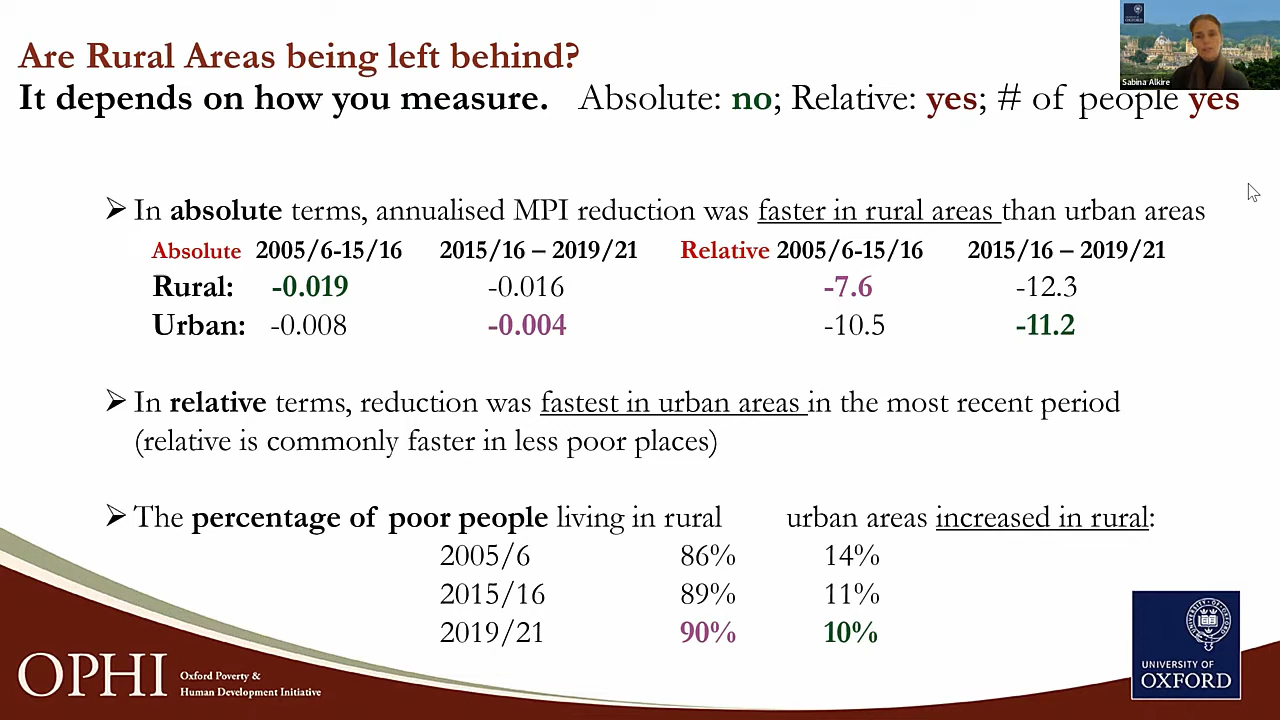 Are Rural Areas being left behind?
It depends on how you measure. Absolute: no; Relative: yes; # of people yes
Sabina Alkire
➢ In absolute terms, annualised MPI reduction was faster in rural areas than urban areas
Absolute 2005/6-15/16 2015/16 – 2019/21 Relative 2005/6-15/16 2015/16 – 2019/21
Rural: -0.019 -0.016 -7.6 -12.3
Urban: -0.008 -0.004 -10.5 -11.2
➢ In relative terms, reduction was fastest in urban areas in the most recent period
(relative is commonly faster in less poor places)
➢ The percentage of poor people living in rural urban areas increased in rural:
2005/6 86% 14%
2015/16 89% 11%
2019/21 90% 10%
OPHI
Oxford Poverty &
Human Development Initiative
UNIVERSITY OF
OXFORD